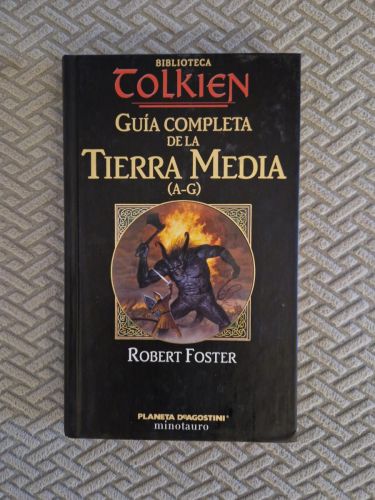 BIBLIOTECA
TOLKIEN
GUÍA COMPLETA
DE LA
TIERRA MEDIA
(A-G)
ROBERT FOSTER
PLANETA DEAGOSTINI
minotauro